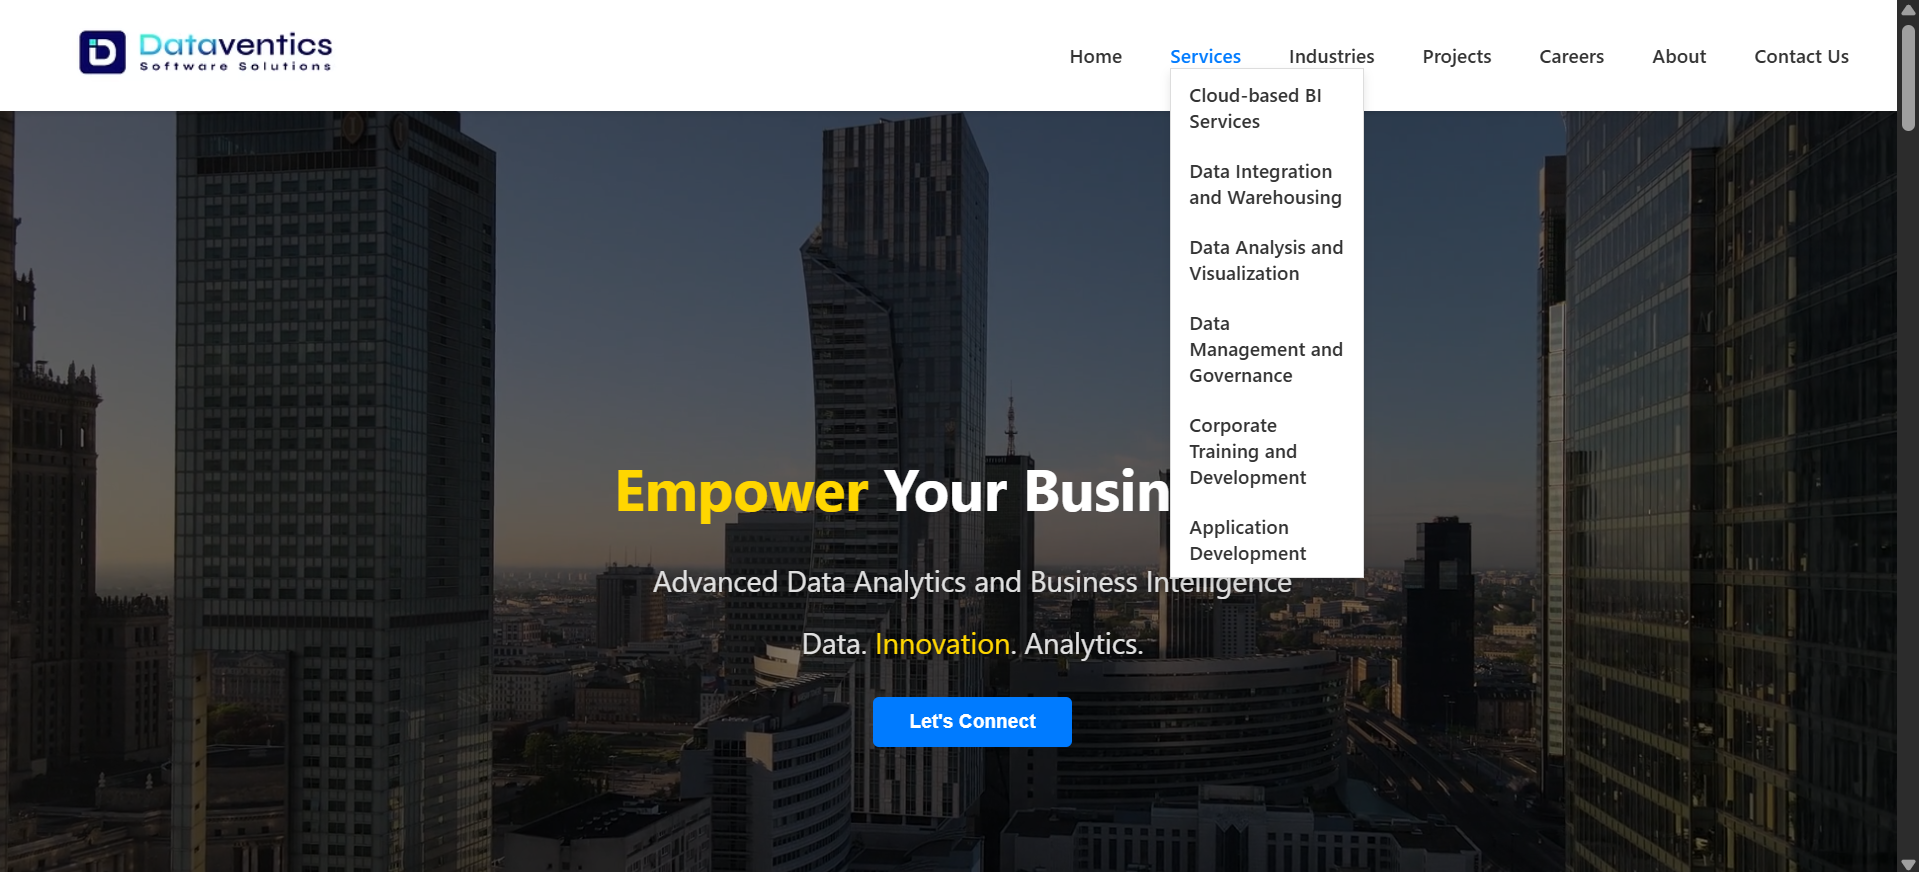 Dataventics
Software Solutions
Home Services Industries Projects Careers About Contact Us
Cloud-based BI
Services
Data Integration
and Warehousing
Data Analysis and
Visualization
Data
Management and
Governance
Corporate
Training and
Development
Application
Development
Empower Your Busin
Advanced Data Analytics and Business Intelligence
Data. Innovation. Analytics.
Let's Connect